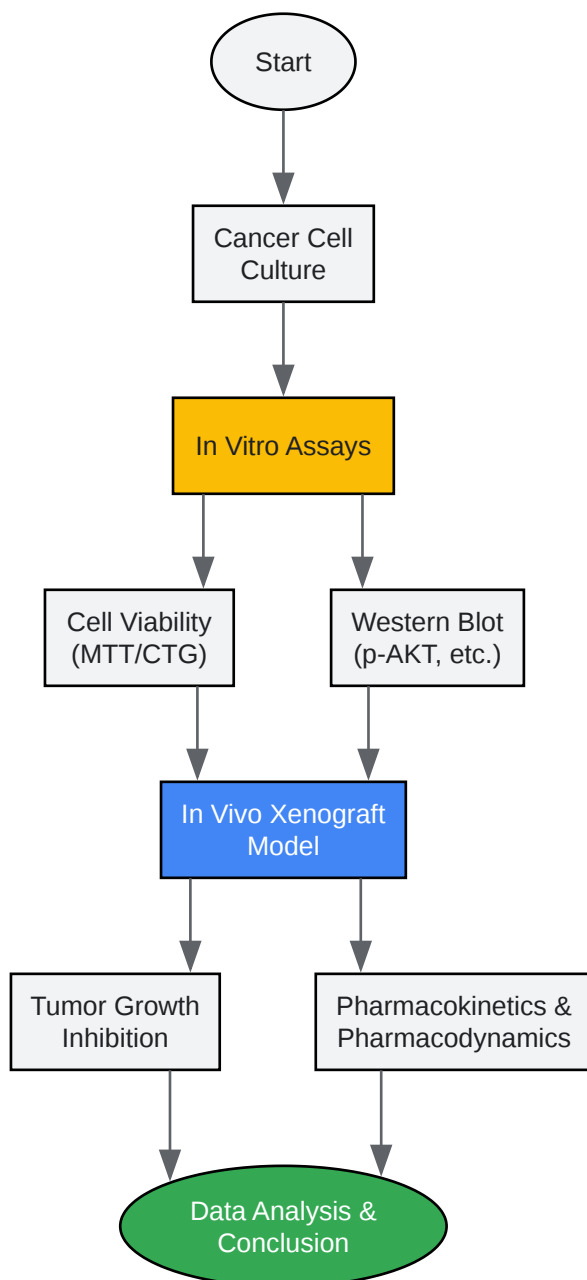 Start
Cancer Cell
Culture
In Vitro Assays
Cell Viability
(MTT/CTG)
Western Blot
(p-AKT, etc.)
In Vivo Xenograft
Model
Tumor Growth
Inhibition
Pharmacokinetics &
Pharmacodynamics
Data Analysis &
Conclusion